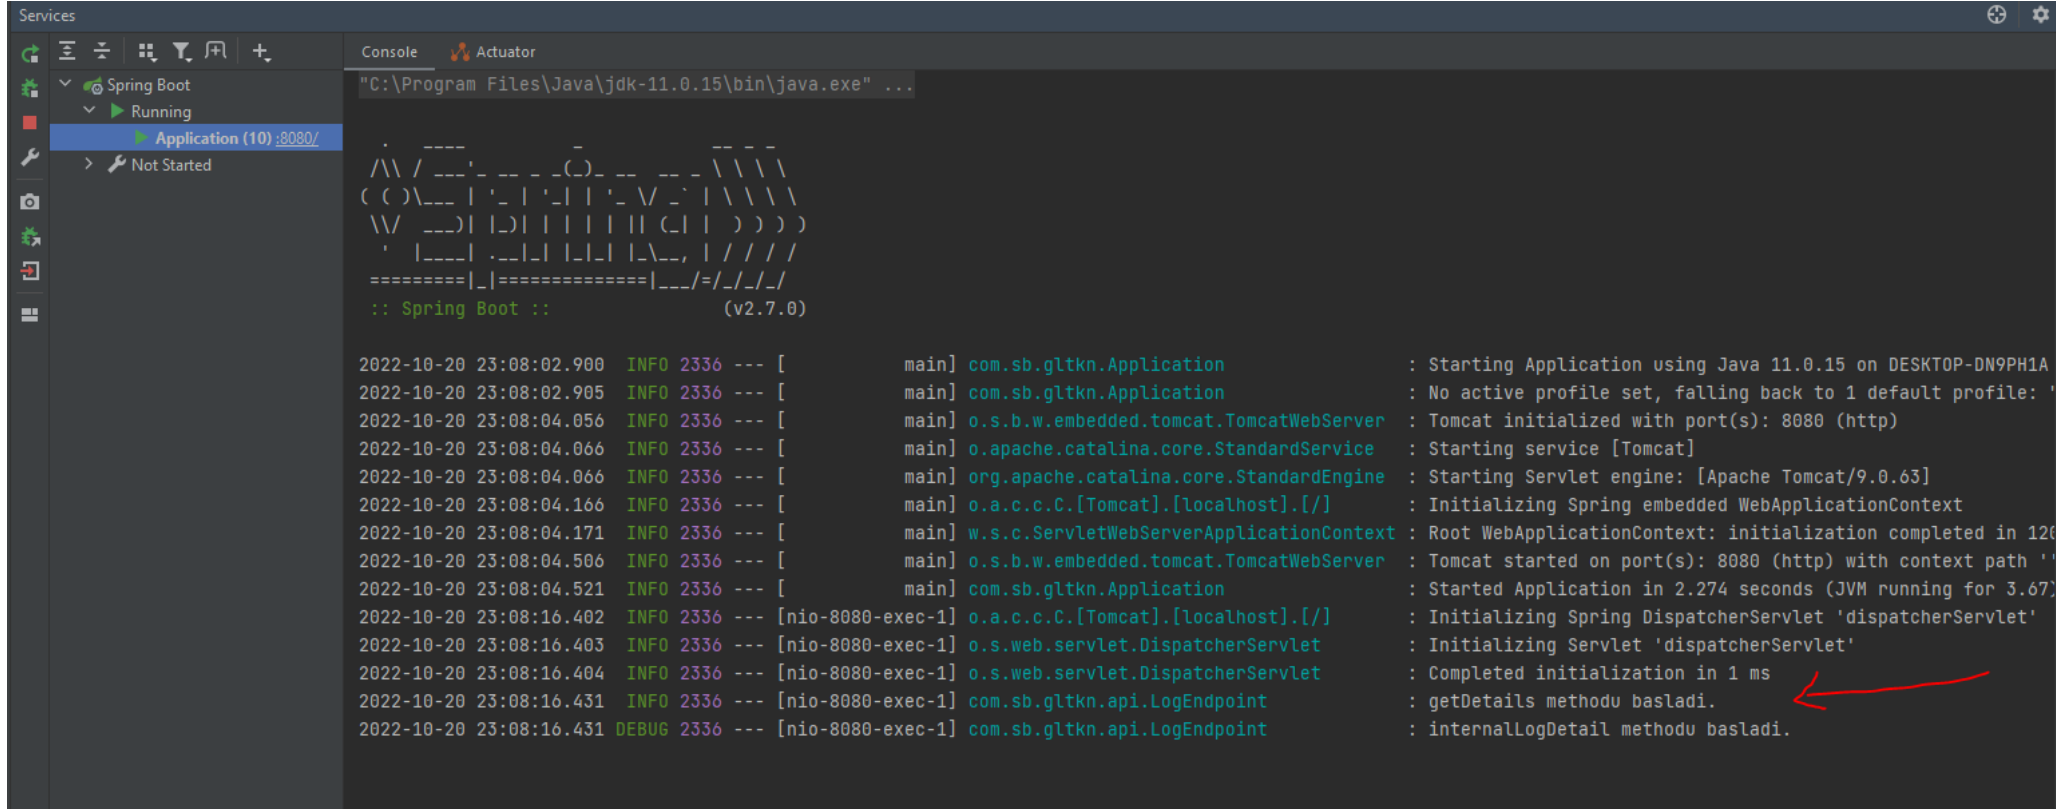 Services
Console Actuator
Spring Boot
Running
Application (10) :8080/
Not Started
"C:\Program Files\Java\jdk-11.0.15\bin\java.exe" ...
  .   ____          _            __ _ _
 /\\ / ___'_ __ _ _(_)_ __  __ _ \ \ \ \
( ( )\___ | '_ | '_| | '_ \/ _` | \ \ \ \
 \\/  ___)| |_)| | | | | || (_| |  ) ) ) )
  '  |____| .__|_| |_|_| |_\__, | / / / /
 =========|_|==============|___/=/_/_/_/
 :: Spring Boot ::                (v2.7.0)
2022-10-20 23:08:02.900  INFO 2336 --- [           main] com.sb.gltkn.Application                 : Starting Application using Java 11.0.15 on DESKTOP-DN9PH1A
2022-10-20 23:08:02.905  INFO 2336 --- [           main] com.sb.gltkn.Application                 : No active profile set, falling back to 1 default profile: "
2022-10-20 23:08:04.056  INFO 2336 --- [           main] o.s.b.w.embedded.tomcat.TomcatWebServer  : Tomcat initialized with port(s): 8080 (http)
2022-10-20 23:08:04.066  INFO 2336 --- [           main] o.apache.catalina.core.StandardService   : Starting service [Tomcat]
2022-10-20 23:08:04.066  INFO 2336 --- [           main] org.apache.catalina.core.StandardEngine  : Starting Servlet engine: [Apache Tomcat/9.0.63]
2022-10-20 23:08:04.166  INFO 2336 --- [           main] o.a.c.c.C.[Tomcat].[localhost].[/]       : Initializing Spring embedded WebApplicationContext
2022-10-20 23:08:04.171  INFO 2336 --- [           main] w.s.c.ServletWebServerApplicationContext : Root WebApplicationContext: initialization completed in
2022-10-20 23:08:04.506  INFO 2336 --- [           main] o.s.b.w.embedded.tomcat.TomcatWebServer  : Tomcat started on port(s): 8080 (http) with context path ''
2022-10-20 23:08:04.521  INFO 2336 --- [           main] com.sb.gltkn.Application                 : Started Application in 2.274 seconds (JVM running for 3.67)
2022-10-20 23:08:16.402  INFO 2336 --- [nio-8080-exec-1] o.a.c.c.C.[Tomcat].[localhost].[/]       : Initializing Spring DispatcherServlet 'dispatcherServlet'
2022-10-20 23:08:16.403  INFO 2336 --- [nio-8080-exec-1] o.s.web.servlet.DispatcherServlet        : Initializing Servlet 'dispatcherServlet'
2022-10-20 23:08:16.404  INFO 2336 --- [nio-8080-exec-1] o.s.web.servlet.DispatcherServlet        : Completed initialization in 1 ms
2022-10-20 23:08:16.431  INFO 2336 --- [nio-8080-exec-1] com.sb.gltkn.api.LogEndpoint             : getDetails methodu basladi.
2022-10-20 23:08:16.431 DEBUG 2336 --- [nio-8080-exec-1] com.sb.gltkn.api.LogEndpoint             : internalLogDetail methodu basladi.